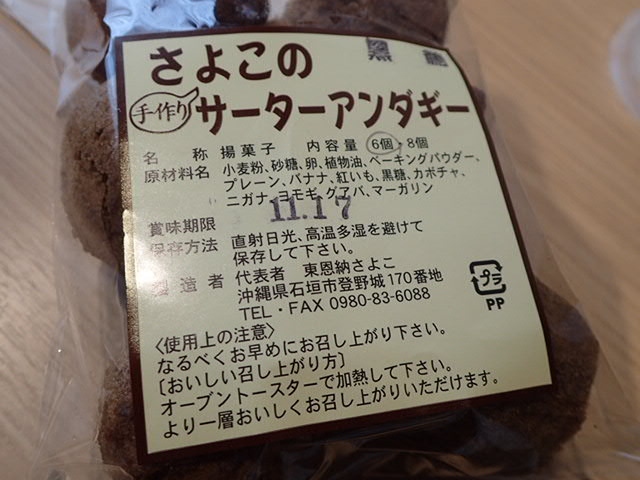 さよこの
黒糖
手作り サーターアンダギー
名称 揚菓子 内容量 6個・8個
原材料名 小麦粉、砂糖、卵、植物油、ベーキングパウダー、
プレーン、バナナ、紅いも、黒糖、カボチャ、
ニガナ、ヨモギ、グァバ、マーガリン
賞味期限 11.17
保存方法 直射日光、高温多湿を避けて
保存して下さい。
製造者 代表者 東恩納さよこ
沖縄県石垣市登野城170番地
TEL・FAX 0980-83-6088
プラ
PP
〈使用上の注意〉
なるべくお早めにお召し上がり下さい。
〔おいしい召し上がり方〕
オーブントースターで加熱して下さい。
より一層おいしくお召し上がりいただけます。